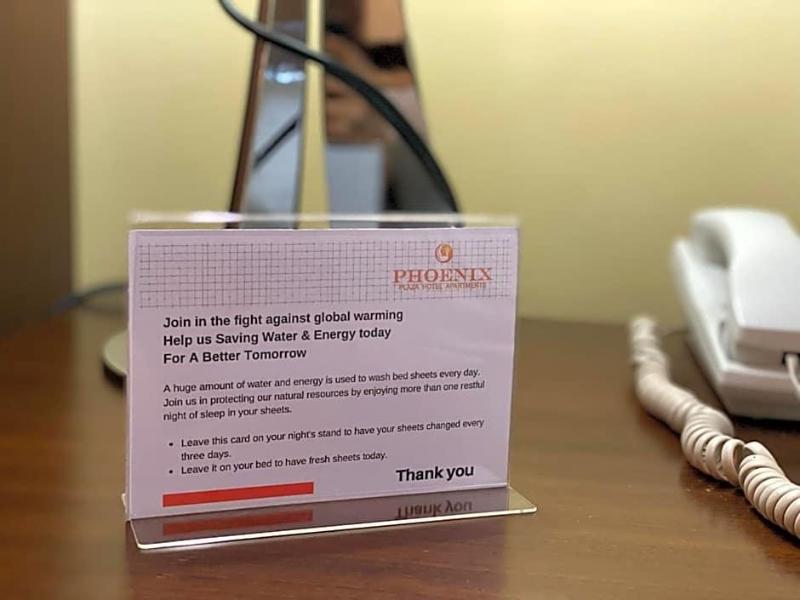 PHOENIX
PLAZA HOTEL APARTMENTS
Join in the fight against global warming
Help us Saving Water & Energy today
For A Better Tomorrow
A huge amount of water and energy is used to wash bed sheets every day.
Join us in protecting our natural resources by enjoying more than one restful
night of sleep in your sheets.
• Leave this card on your night's stand to have your sheets changed every
three days.
• Leave it on your bed to have fresh sheets today.
Thank you